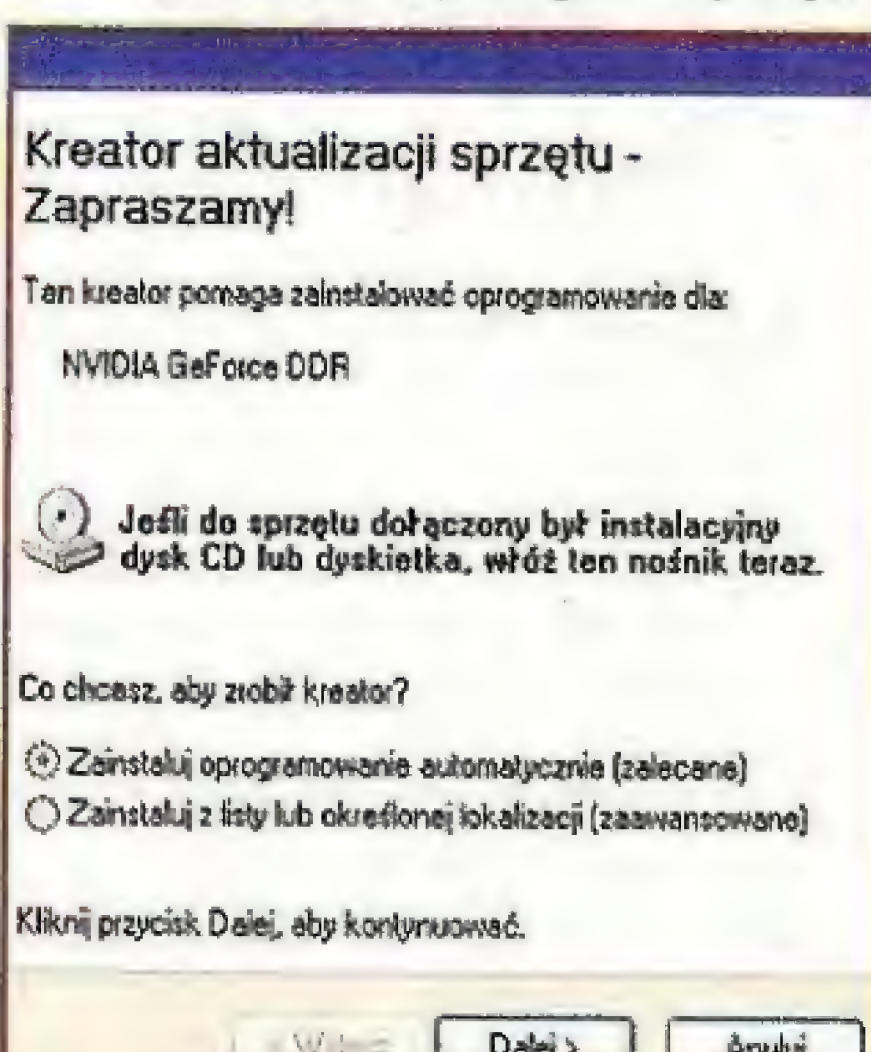 Kreator aktualizacji sprzętu -
Zapraszamy!
Ten kreator pomaga zainstalować oprogramowanie dla:
NVIDIA GeForce DDR
Jeśli do sprzętu dołączony był instalacyjny
dysk CD lub dyskietka, włóż ten nośnik teraz.
Co chcesz, aby zrobił kreator?
Zainstaluj oprogramowanie automatycznie (zalecane)
Zainstaluj z listy lub określonej lokalizacji (zaawansowane)
Kliknij przycisk Dalej, aby kontynuować.
< Wstecz Dalej > Anuluj